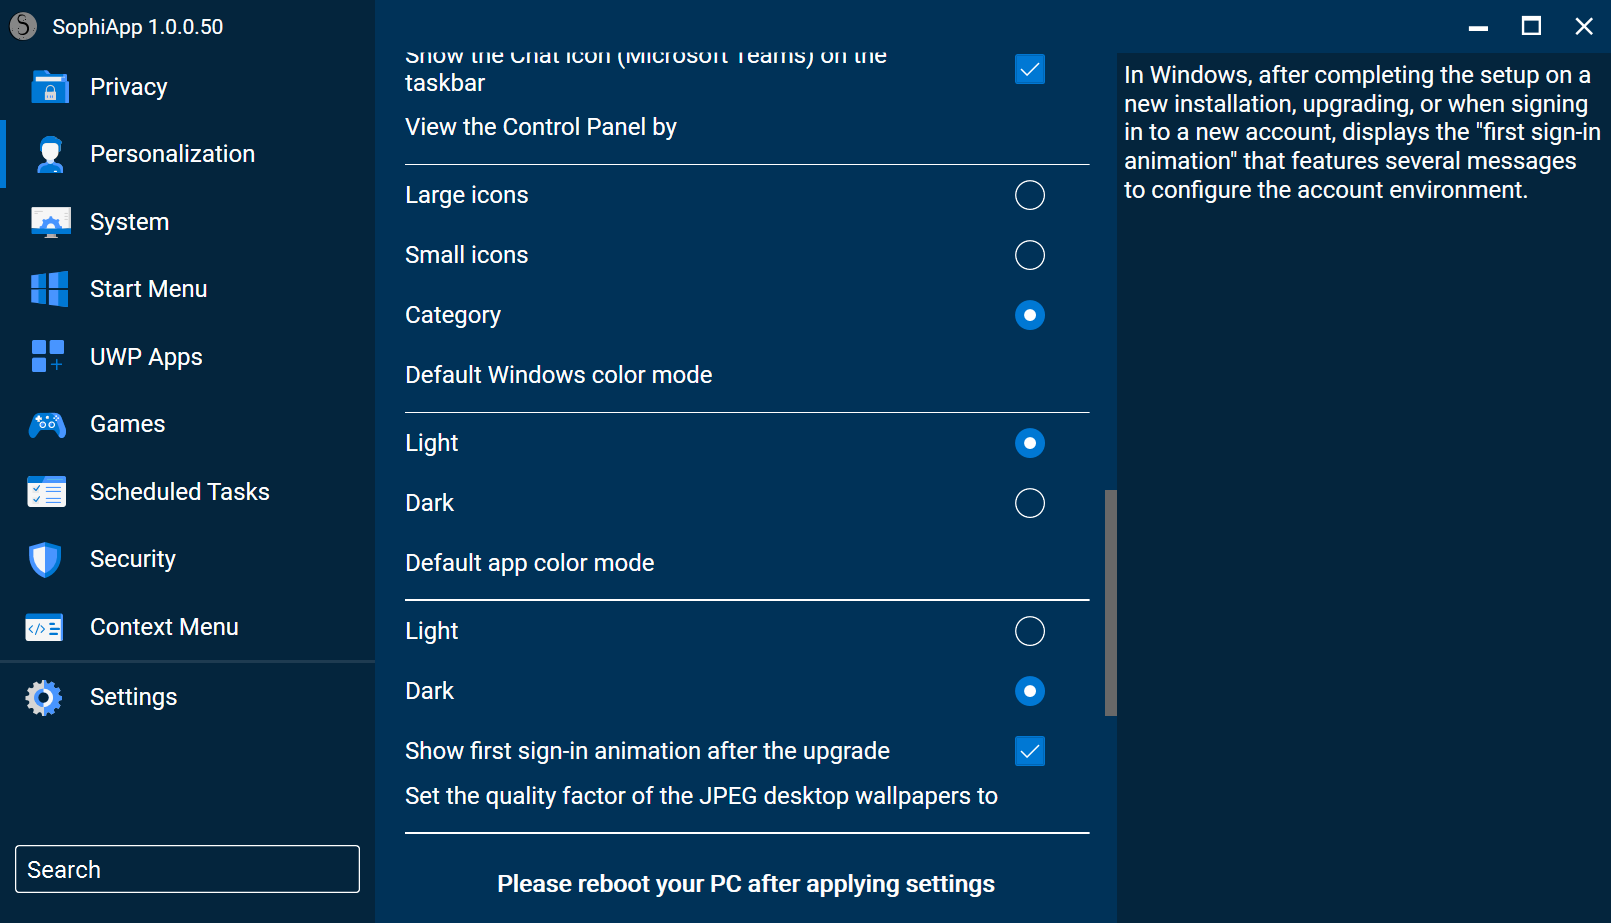 SophiApp 1.0.0.50
Privacy
Personalization
System
Start Menu
UWP Apps
Games
Scheduled Tasks
Security
Context Menu
Settings
Search
Show the Chat icon (Microsoft Teams) on the
taskbar
View the Control Panel by
Large icons
Small icons
Category
Default Windows color mode
Light
Dark
Default app color mode
Light
Dark
Show first sign-in animation after the upgrade
Set the quality factor of the JPEG desktop wallpapers to
Please reboot your PC after applying settings
In Windows, after completing the setup on a
new installation, upgrading, or when signing
in to a new account, displays the "first sign-in
animation" that features several messages
to configure the account environment.